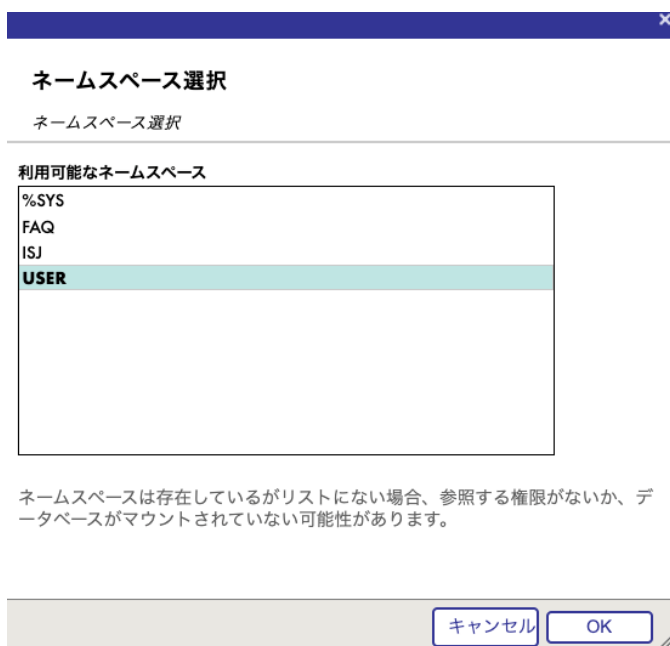 ×
ネームスペース選択
ネームスペース選択
利用可能なネームスペース
%SYS
FAQ
ISJ
USER
ネームスペースは存在しているがリストにない場合、参照する権限がないか、デ
ータベースがマウントされていない可能性があります。
キャンセル OK